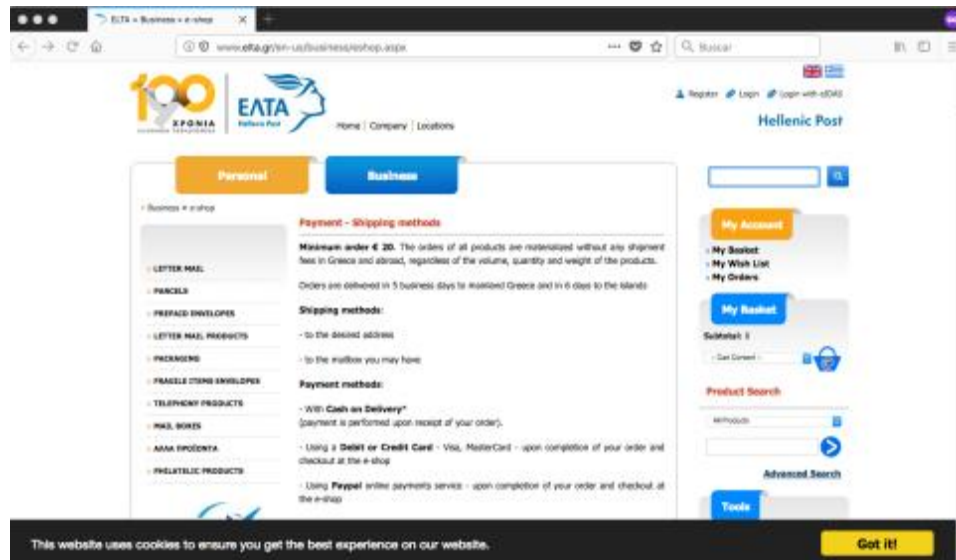 ΕΛΤΑ » Business » e-shop
www.elta.gr/en-us/business/eshop.aspx
Buscar
Register Login Login with eIDAS
100
ΧΡΟΝΙΑ
ΕΛΤΑ
Hellenic Post
Home | Company | Locations
Hellenic Post
Personal
Business
Business » e-shop
LETTER MAIL
PARCELS
PREPAID ENVELOPES
LETTER MAIL PRODUCTS
PACKAGING
FRAGILE ITEMS ENVELOPES
TELEPHONY PRODUCTS
MAIL BOXES
ΑΛΛΑ ΠΡΟΪΟΝΤΑ
PHILATELIC PRODUCTS
Payment - Shipping methods
Minimum order € 20. The orders of all products are materialized without any shipment
fees in Greece and abroad, regardless of the volume, quantity and weight of the products.
Orders are delivered in 5 business days to mainland Greece and in 6 days to the islands
Shipping methods:
- to the desired address
- to the mailbox you may have
Payment methods:
- With Cash on Delivery*
(payment is performed upon receipt of your order).
- Using a Debit or Credit Card - Visa, MasterCard - upon completion of your order and
checkout at the e-shop
- Using Paypal online payments service - upon completion of your order and checkout at
the e-shop
My Account
My Basket
My Wish List
My Orders
My Basket
Subtotal:
- Cart Content -
Product Search
All Products
Advanced Search
Tools
This website uses cookies to ensure you get the best experience on our website.
Got it!